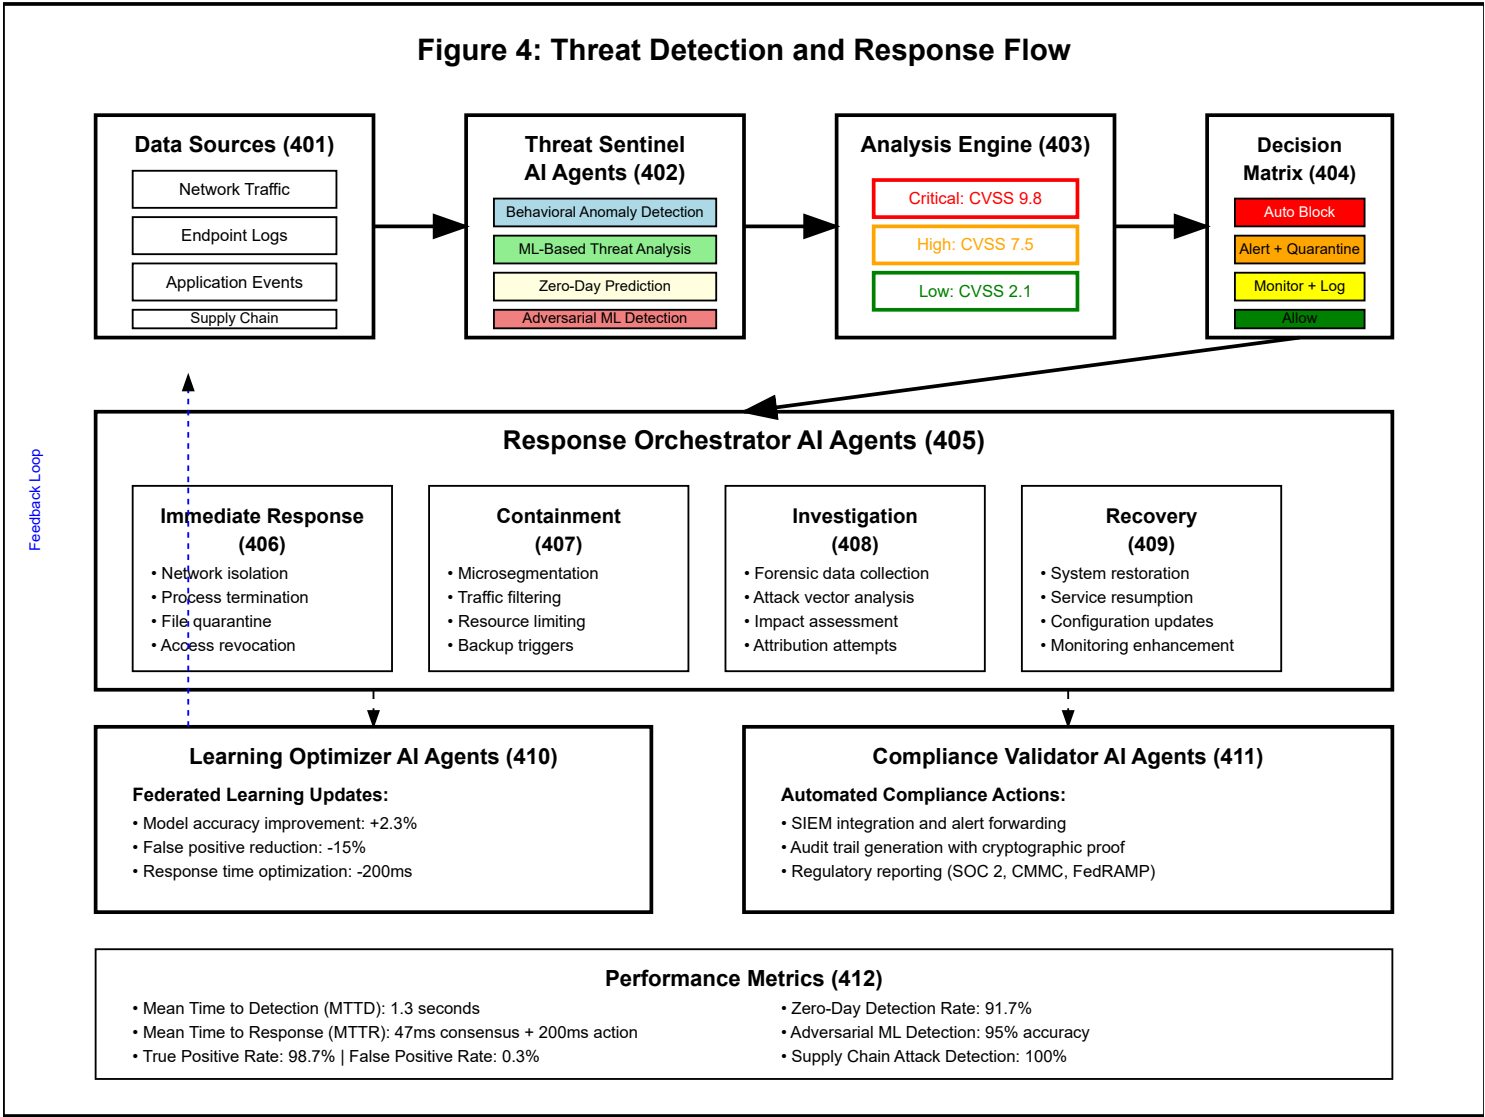 Figure 4: Threat Detection and Response Flow
Data Sources (401)
Network Traffic
Endpoint Logs
Application Events
Supply Chain
Threat Sentinel
AI Agents (402)
Behavioral Anomaly Detection
ML-Based Threat Analysis
Zero-Day Prediction
Adversarial ML Detection
Analysis Engine (403)
Critical: CVSS 9.8
High: CVSS 7.5
Low: CVSS 2.1
Decision
Matrix (404)
Auto Block
Alert + Quarantine
Monitor + Log
Allow
Feedback Loop
Response Orchestrator AI Agents (405)
Immediate Response
(406)
• Network isolation
• Process termination
• File quarantine
• Access revocation
Containment
(407)
• Microsegmentation
• Traffic filtering
• Resource limiting
• Backup triggers
Investigation
(408)
• Forensic data collection
• Attack vector analysis
• Impact assessment
• Attribution attempts
Recovery
(409)
• System restoration
• Service resumption
• Configuration updates
• Monitoring enhancement
Learning Optimizer AI Agents (410)
Federated Learning Updates:
• Model accuracy improvement: +2.3%
• False positive reduction: -15%
• Response time optimization: -200ms
Compliance Validator AI Agents (411)
Automated Compliance Actions:
• SIEM integration and alert forwarding
• Audit trail generation with cryptographic proof
• Regulatory reporting (SOC 2, CMMC, FedRAMP)
Performance Metrics (412)
• Mean Time to Detection (MTTD): 1.3 seconds
• Mean Time to Response (MTTR): 47ms consensus + 200ms action
• True Positive Rate: 98.7% | False Positive Rate: 0.3%
• Zero-Day Detection Rate: 91.7%
• Adversarial ML Detection: 95% accuracy
• Supply Chain Attack Detection: 100%